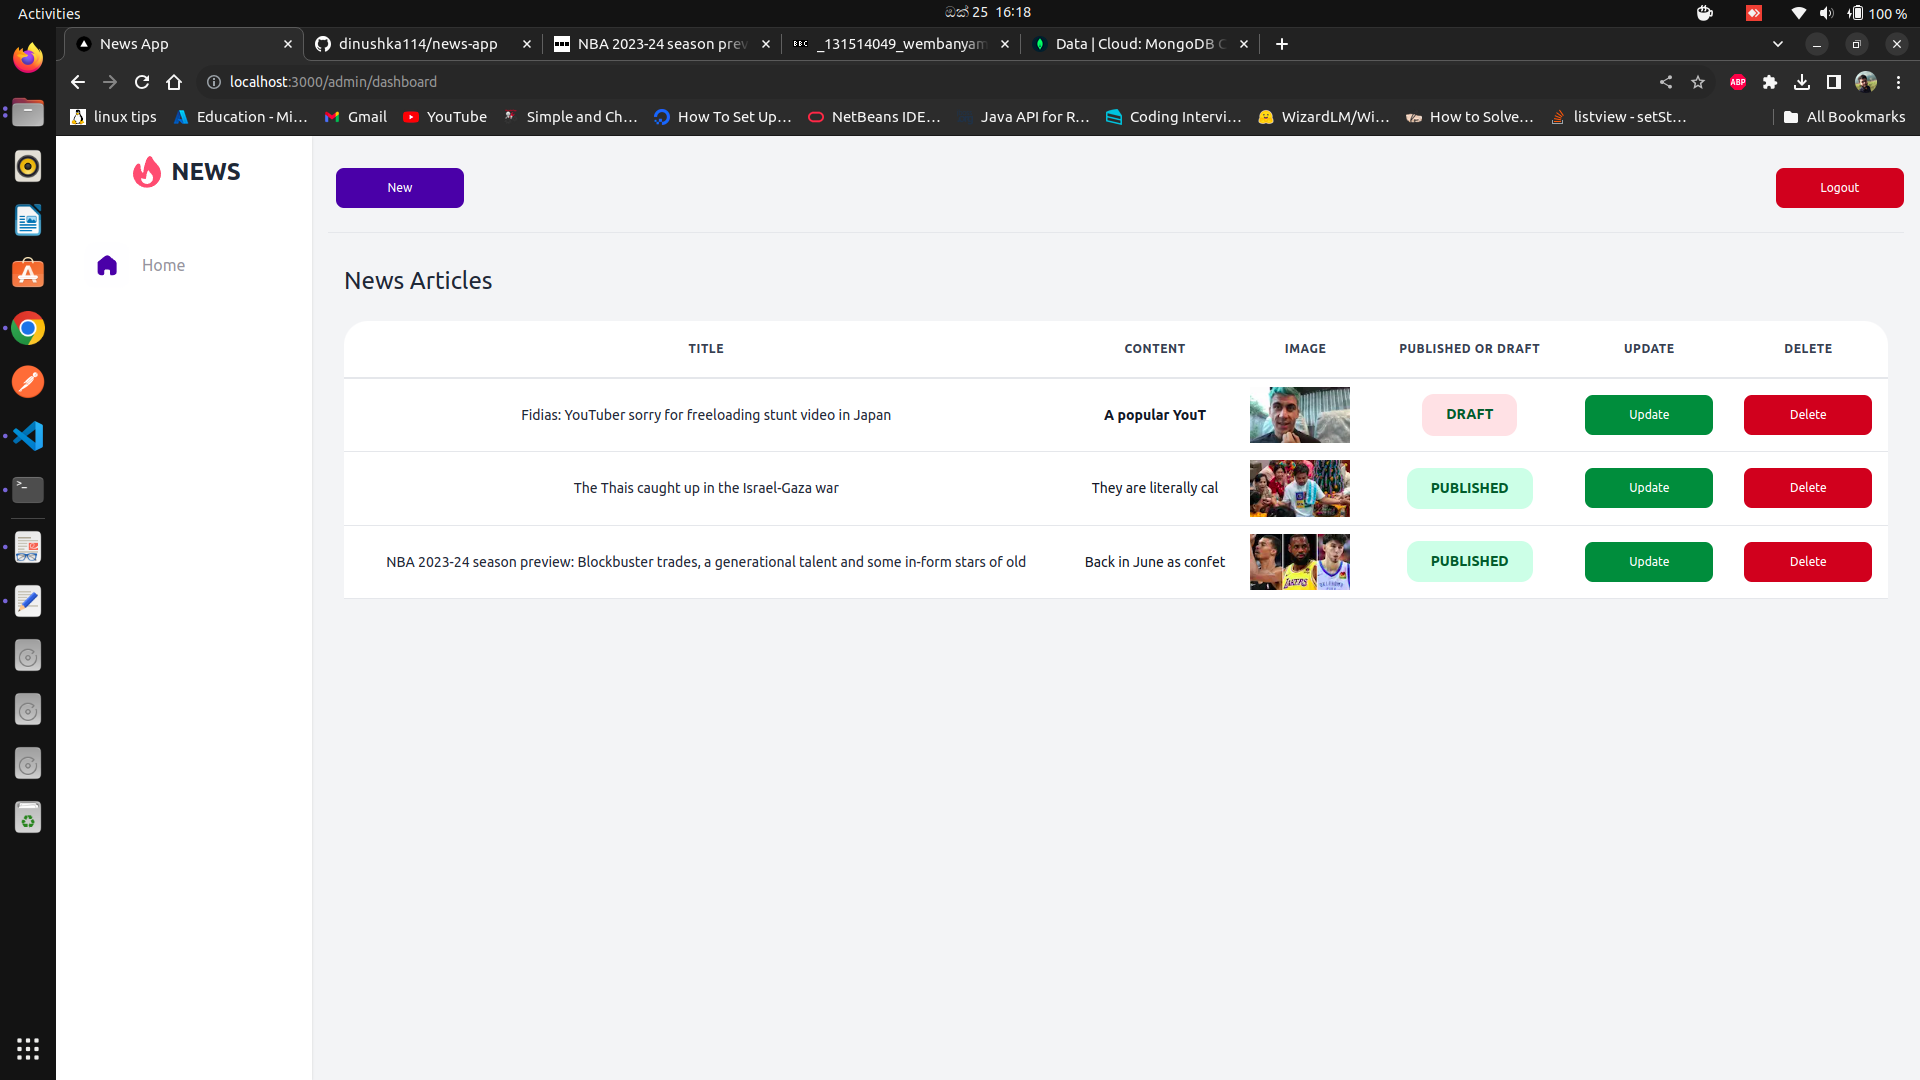 Activities
ඔක් 25 16:18
100 %
News App
dinushka114/news-app
NBA 2023-24 season prev
_131514049_wembanyam
Data | Cloud: MongoDB C
localhost:3000/admin/dashboard
ABP
linux tips
Education - Mi…
Gmail
YouTube
Simple and Ch…
How To Set Up…
NetBeans IDE…
Java API for R…
Coding Intervi…
WizardLM/Wi…
How to Solve…
listview - setSt…
All Bookmarks
NEWS
New
Logout
Home
News Articles
TITLE CONTENT IMAGE PUBLISHED OR DRAFT UPDATE DELETE
Fidias: YouTuber sorry for freeloading stunt video in Japan A popular YouT DRAFT Update Delete
The Thais caught up in the Israel-Gaza war They are literally cal PUBLISHED Update Delete
NBA 2023-24 season preview: Blockbuster trades, a generational talent and some in-form stars of old Back in June as confet PUBLISHED Update Delete